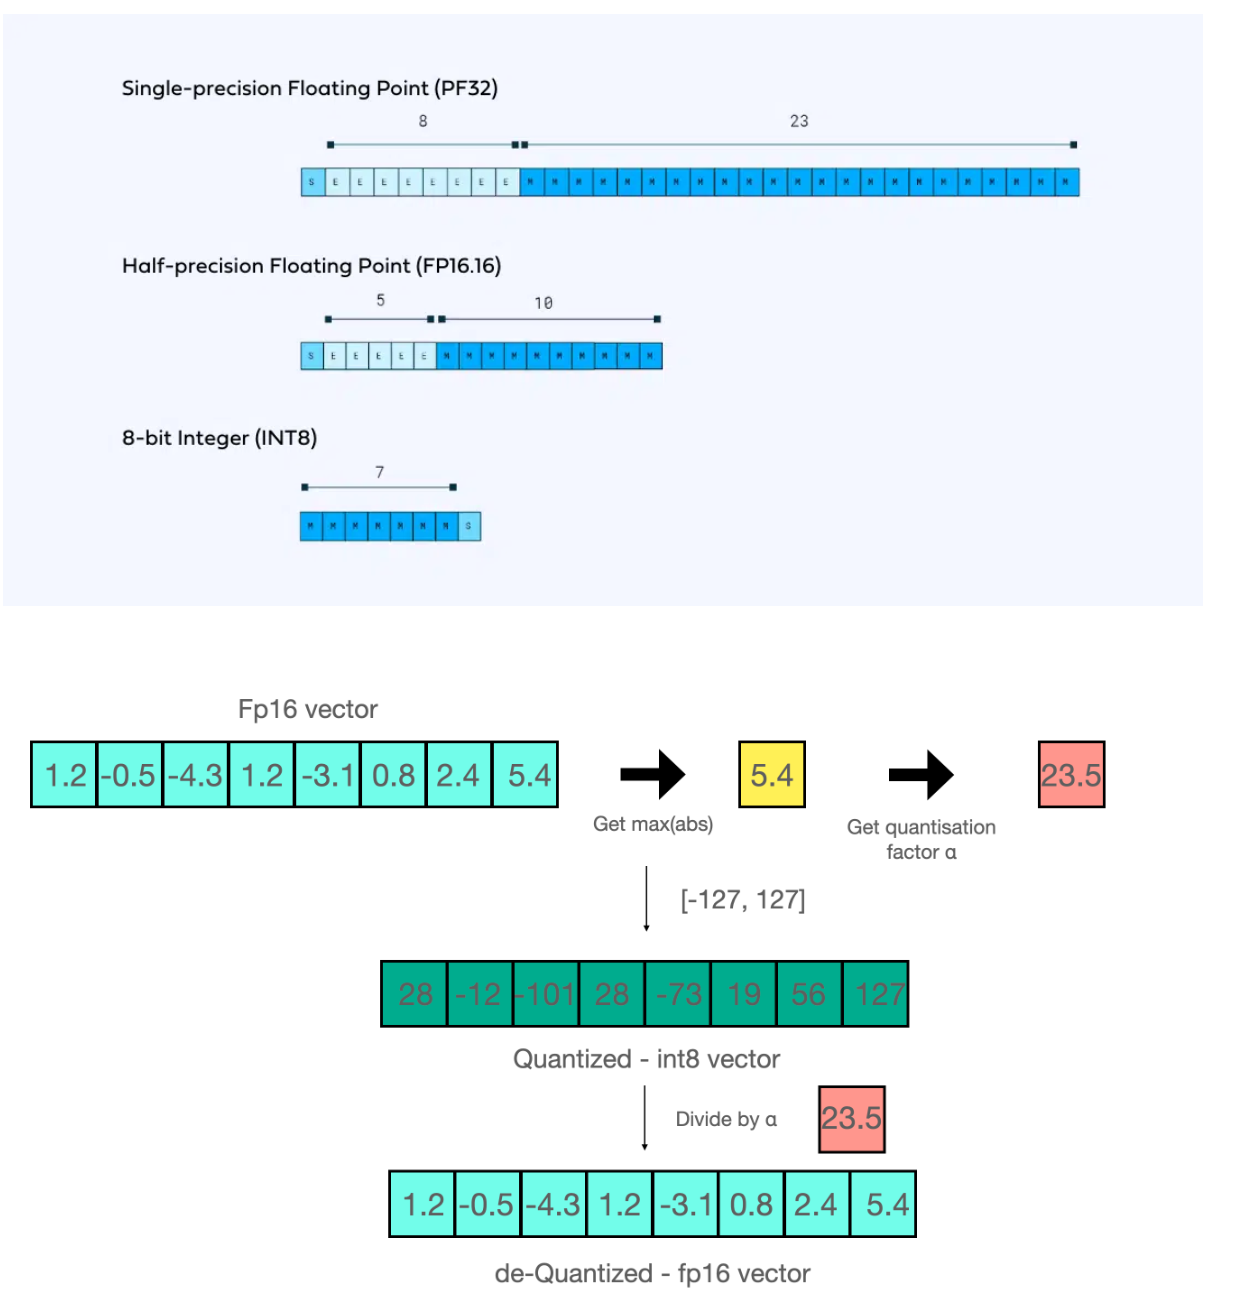 Single-precision Floating Point (PF32)
8 23
S E E E E E E E E M M M M M M M M M M M M M M M M M M M M M M M
Half-precision Floating Point (FP16.16)
5 10
S E E E E E M M M M M M M M M M
8-bit Integer (INT8)
7
M M M M M M M S
Fp16 vector
1.2 -0.5 -4.3 1.2 -3.1 0.8 2.4 5.4
5.4
23.5
Get max(abs)
Get quantisation
factor α
[-127, 127]
28 -12 -101 28 -73 19 56 127
Quantized - int8 vector
Divide by α
23.5
1.2 -0.5 -4.3 1.2 -3.1 0.8 2.4 5.4
de-Quantized - fp16 vector